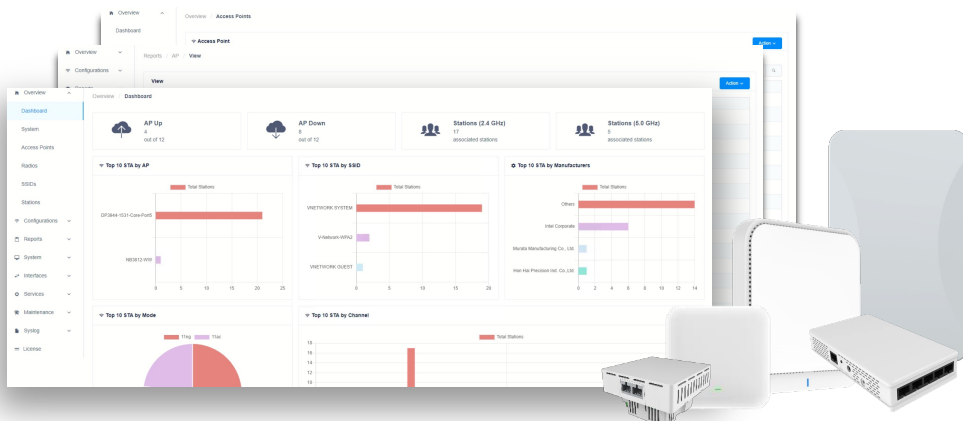 Overview
Overview / Access Points
Dashboard
Access Point
Action
Overview
Reports / AP / View
Configurations
View
Action
Reports
Overview
Overview / Dashboard
Dashboard
System
Access Points
Radios
SSIDs
Stations
Configurations
Reports
System
Interfaces
Services
Maintenance
Syslog
License
AP Up
4
out of 12
AP Down
8
out of 12
Stations (2.4 GHz)
17
associated stations
Stations (5.0 GHz)
5
associated stations
Top 10 STA by AP
Total Stations
DF3844-1531-Core-Port5
NB3812-WW
0 5 10 15 20 25
Top 10 STA by SSID
Total Stations
VNETWORK SYSTEM
V-Network-WPA2
VNETWORK GUEST
0 5 10 15 20
Top 10 STA by Manufacturers
Total Stations
Others
Intel Corporate
Murata Manufacturing Co., Ltd.
Hon Hai Precision Ind. Co.,Ltd.
0 2 4 6 8 10 12 14
Top 10 STA by Mode
11ng 11ac
Top 10 STA by Channel
Total Stations
18
16
14
12
10